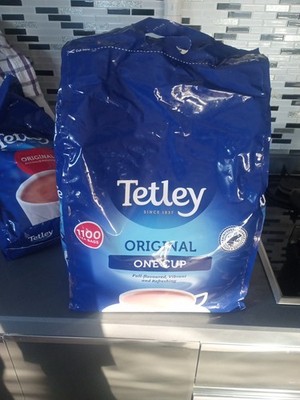 Tetley
SINCE 1837
ORIGINAL
ONE CUP
Full-flavoured, Vibrant
and Refreshing
1100
BAGS
Tetley
ORIGINAL
Tetley